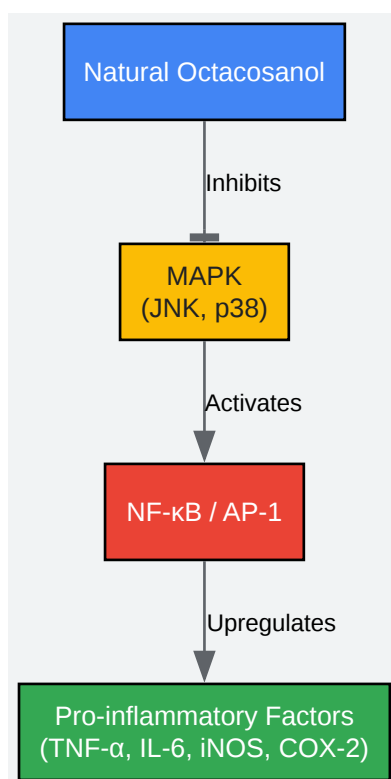 Natural Octacosanol
Inhibits
MAPK
(JNK, p38)
Activates
NF-κB / AP-1
Upregulates
Pro-inflammatory Factors
(TNF-α, IL-6, iNOS, COX-2)